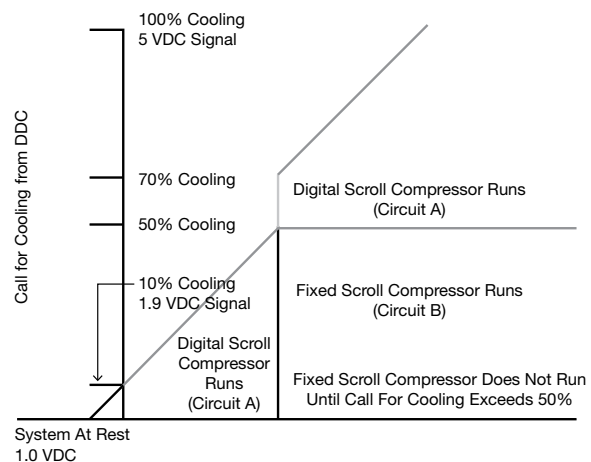 100% Cooling
5 VDC Signal
Call for Cooling from DDC
70% Cooling
Digital Scroll Compressor Runs
(Circuit A)
50% Cooling
10% Cooling
1.9 VDC Signal
Fixed Scroll Compressor Runs
(Circuit B)
Digital Scroll
Compressor
Runs
(Circuit A)
Fixed Scroll Compressor Does Not Run
Until Call For Cooling Exceeds 50%
System At Rest
1.0 VDC